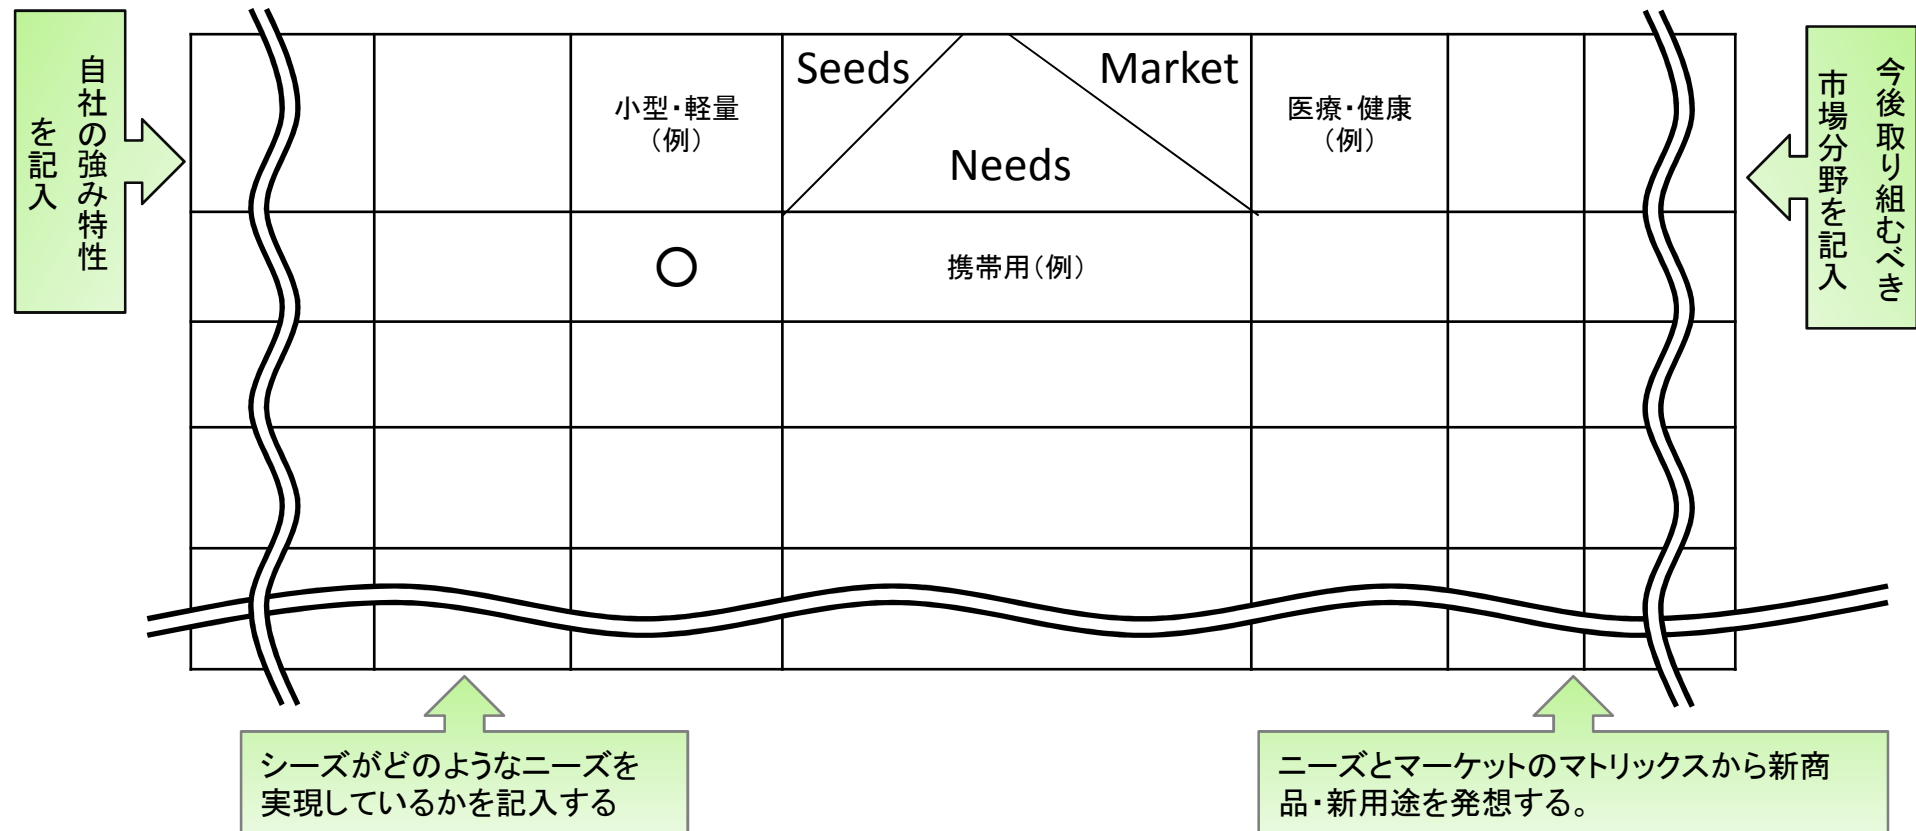 自社の強み特性
を記入
小型・軽量
（例）
Seeds
Market
Needs
医療・健康
（例）
今後取り組むべき
市場分野を記入
○
携帯用（例）
シーズがどのようなニーズを
実現しているかを記入する
ニーズとマーケットのマトリックスから新商
品・新用途を発想する。